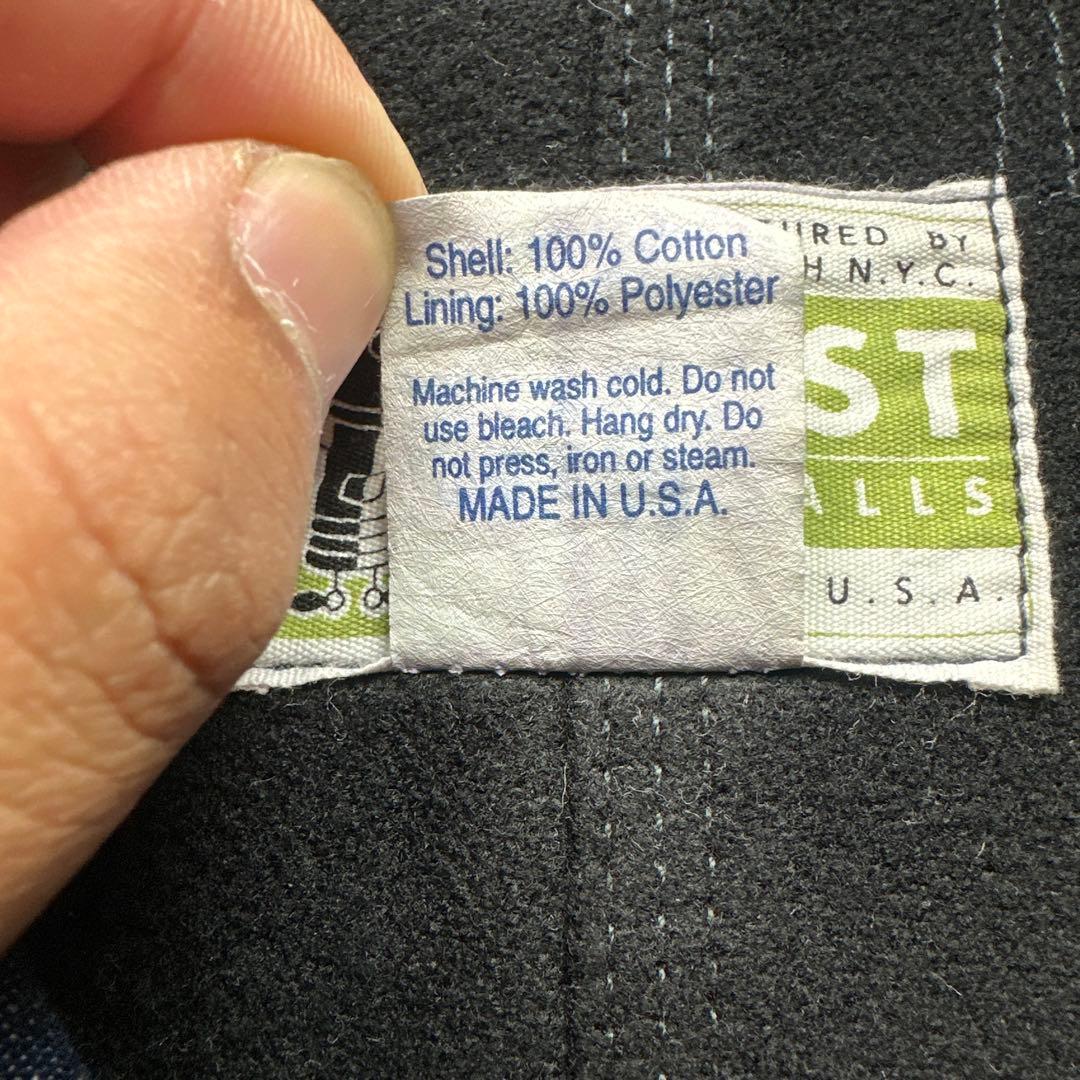 Shell: 100% Cotton
Lining: 100% Polyester
Machine wash cold. Do not
use bleach. Hang dry. Do
not press, iron or steam.
MADE IN U.S.A.
BY
N.Y.C.
U.S.A.